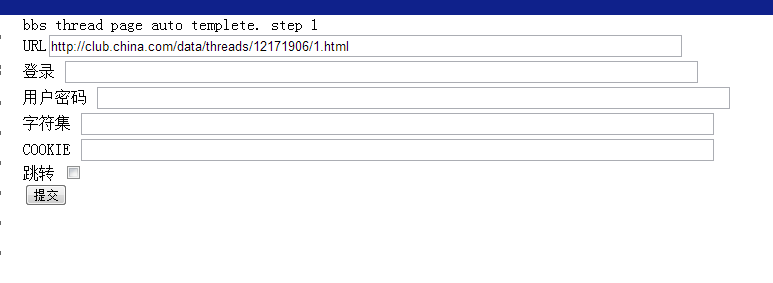 bbs thread page auto templete. step 1
URL http://club.china.com/data/threads/12171906/1.html
登录
用户密码
字符集
COOKIE
跳转
提交